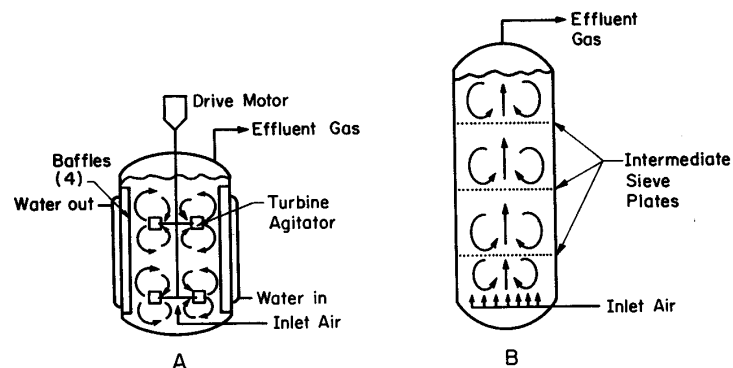 Drive Motor
Effluent Gas
Baffles
(4)
Water out
Turbine
Agitator
Water in
Inlet Air
A
Effluent
Gas
Intermediate
Sieve
Plates
Inlet Air
B